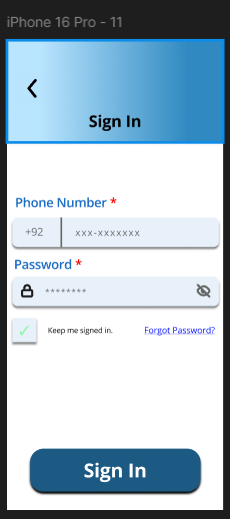 iPhone 16 Pro - 11
Sign In
Phone Number *
+92 xxx-xxxxxxx
Password *
********
Keep me signed in. Forgot Password?
Sign In